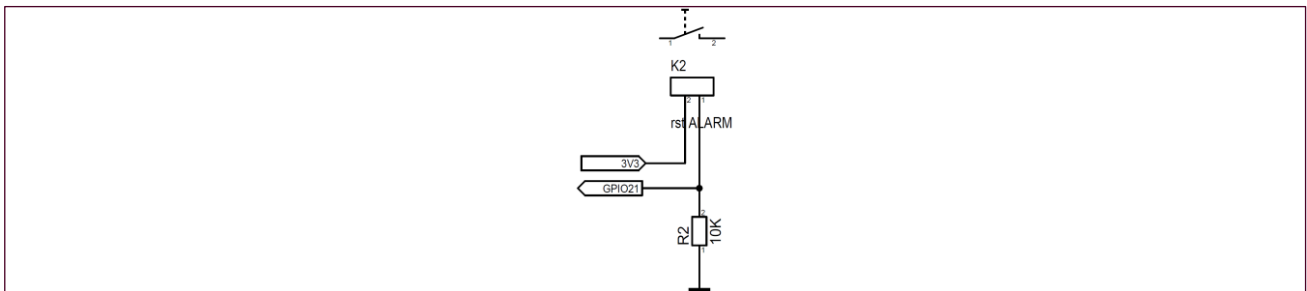 1 2
K2
2 1
rst ALARM
3V3
GPIO21
2
R2 10K
1